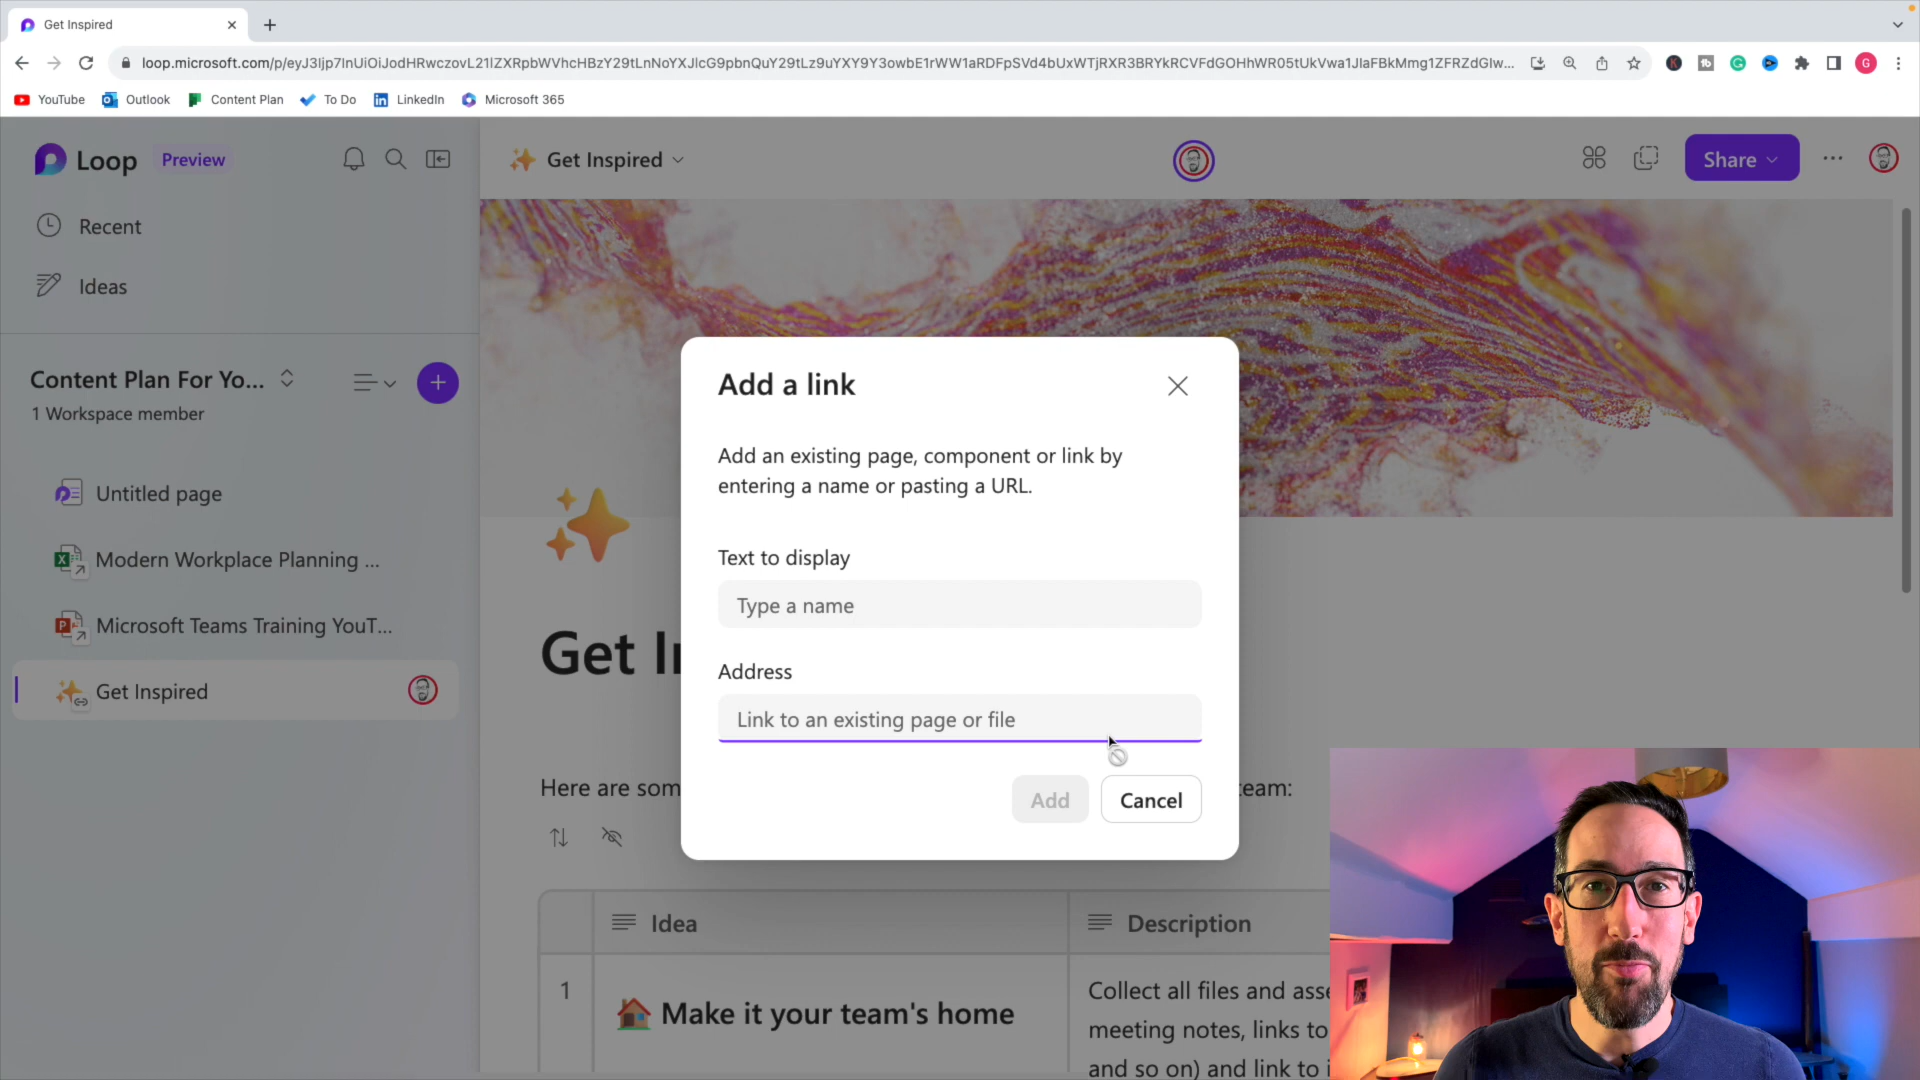 Get Inspired
loop.microsoft.com/p/
YouTube
Outlook
Content Plan
To Do
LinkedIn
Microsoft 365
Loop
Preview
Get Inspired
Share
Recent
Ideas
Content Plan For Yo...
1 Workspace member
Untitled page
Modern Workplace Planning ...
Microsoft Teams Training YouT...
Get Inspired
Add a link
Add an existing page, component or link by
entering a name or pasting a URL.
Text to display
Type a name
Address
Link to an existing page or file
Add
Cancel
Get
Here are som
eam:
Idea
Description
1
Make it your team's home
Collect all files and asse
meeting notes, links to
and so on) and link to i